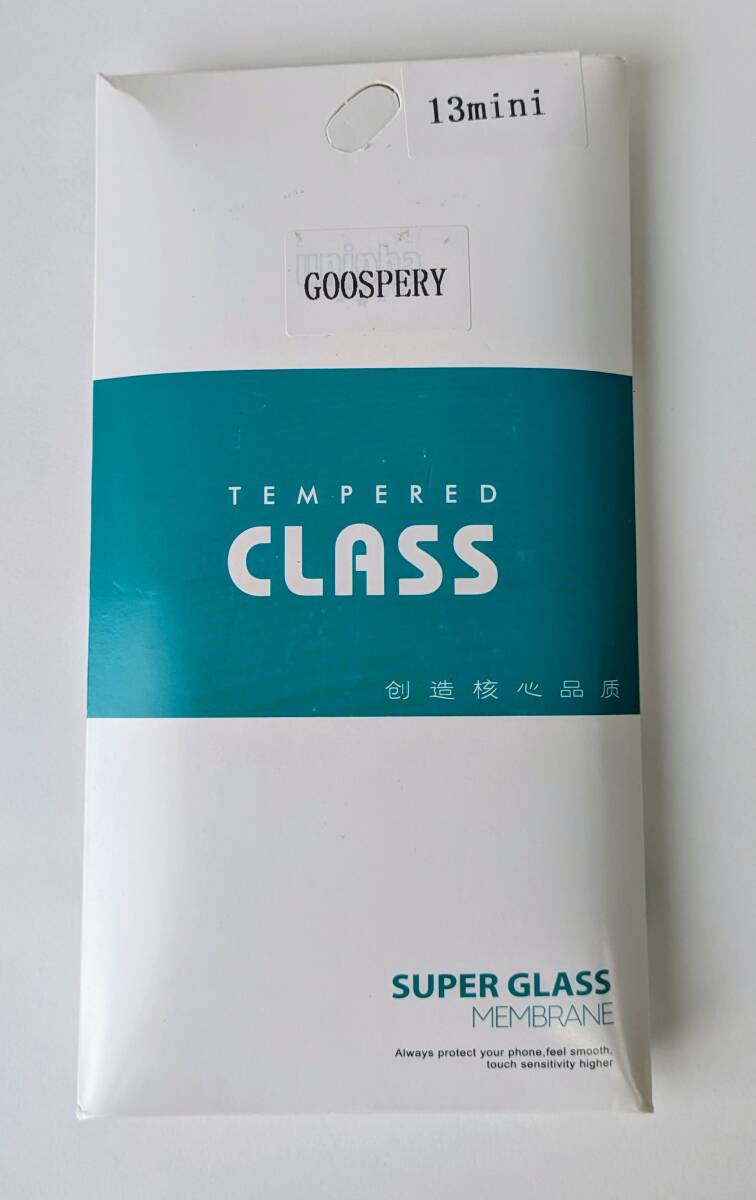 13mini
GOOSPERY
TEMPERED
CLASS
创造核心品质
SUPER GLASS
MEMBRANE
Always protect your phone,feel smooth,
touch sensitivity higher